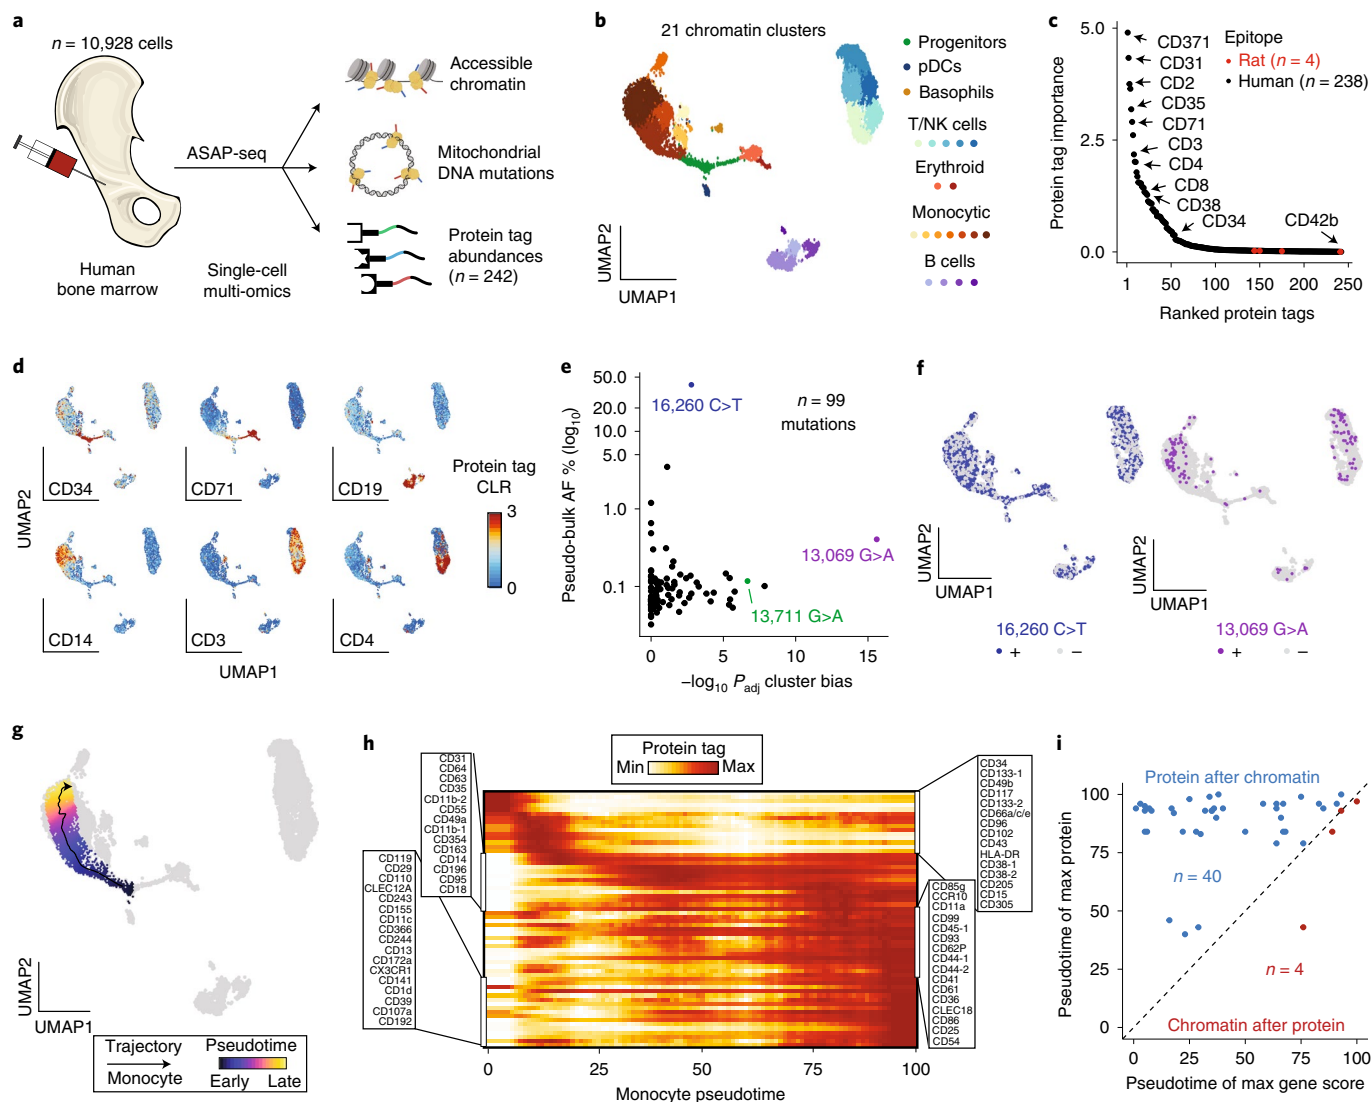 a
n = 10,928 cells
ASAP-seq
Human
bone marrow
Single-cell
multi-omics
Accessible
chromatin
Mitochondrial
DNA mutations
Protein tag
abundances
(n = 242)
b
21 chromatin clusters
Progenitors
pDCs
Basophils
T/NK cells
Erythroid
Monocytic
B cells
UMAP2
UMAP1
c
Epitope
Rat (n = 4)
Human (n = 238)
CD371
CD31
CD2
CD35
CD71
CD3
CD4
CD8
CD38
CD34
CD42b
Protein tag importance
5.0
2.5
0.0
1
50
100
150
200
250
Ranked protein tags
d
CD34
CD71
CD19
CD14
CD3
CD4
UMAP2
UMAP1
Protein tag
CLR
3
0
e
Pseudo-bulk AF % (log10)
50.0
20.0
10.0
5.0
1.0
0.1
16,260 C>T
n = 99
mutations
13,069 G>A
13,711 G>A
0
5
10
15
–log10 Padj cluster bias
f
UMAP2
UMAP1
16,260 C>T
+
–
UMAP2
UMAP1
13,069 G>A
+
–
g
UMAP2
UMAP1
Trajectory
Monocyte
Pseudotime
Early
Late
h
Protein tag
Min
Max
CD31
CD64
CD63
CD35
CD11b-2
CD55
CD49a
CD11b-1
CD354
CD163
CD14
CD196
CD95
CD18
CD119
CD29
CD110
CLEC12A
CD243
CD155
CD11c
CD366
CD244
CD13
CD172a
CX3CR1
CD141
CD1d
CD39
CD107a
CD192
CD34
CD133-1
CD49b
CD117
CD133-2
CD66a/c/e
CD96
CD102
CD43
HLA-DR
CD38-1
CD38-2
CD205
CD15
CD305
CD85g
CCR10
CD11a
CD99
CD45-1
CD93
CD62P
CD44-1
CD44-2
CD41
CD61
CD36
CLEC18
CD86
CD25
CD54
0
25
50
75
100
Monocyte pseudotime
i
Protein after chromatin
n = 40
n = 4
Chromatin after protein
Pseudotime of max protein
100
75
50
25
0
0
25
50
75
100
Pseudotime of max gene score